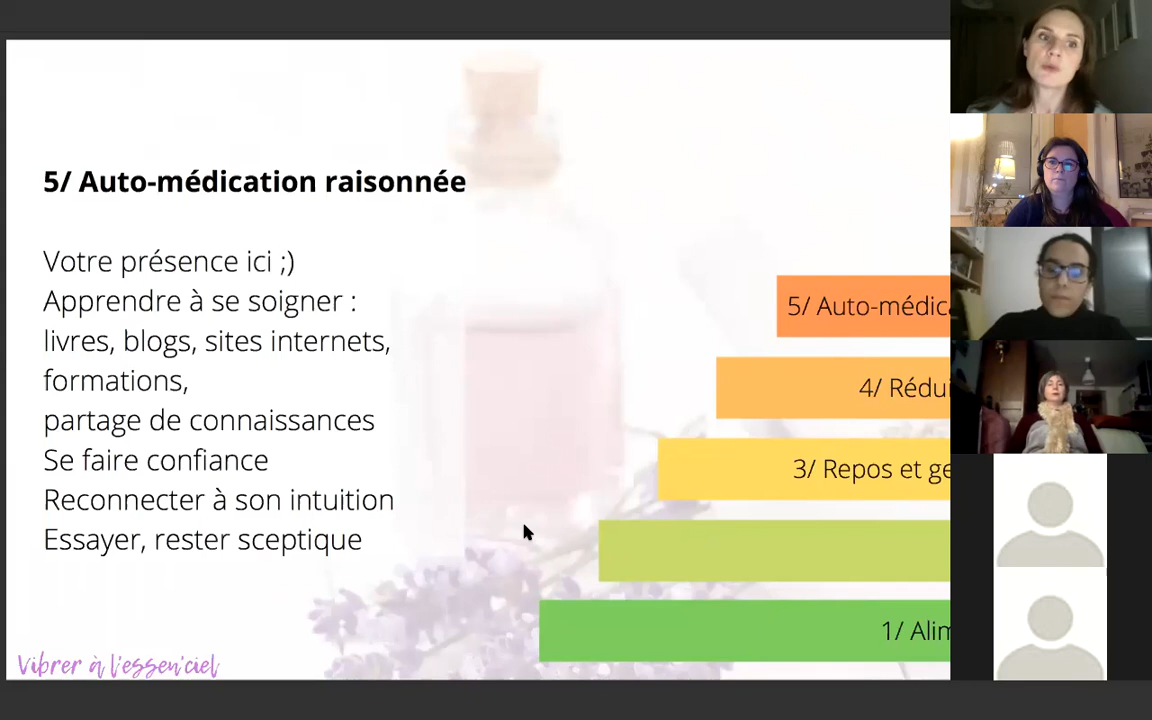 5/ Auto-médication raisonnée
Votre présence ici ;)
Apprendre à se soigner :
livres, blogs, sites internets,
formations,
partage de connaissances
Se faire confiance
Reconnecter à son intuition
Essayer, rester sceptique
5/ Auto-médica
4/ Rédui
3/ Repos et ge
1/ Alim
Vibrer à l'essen'ciel